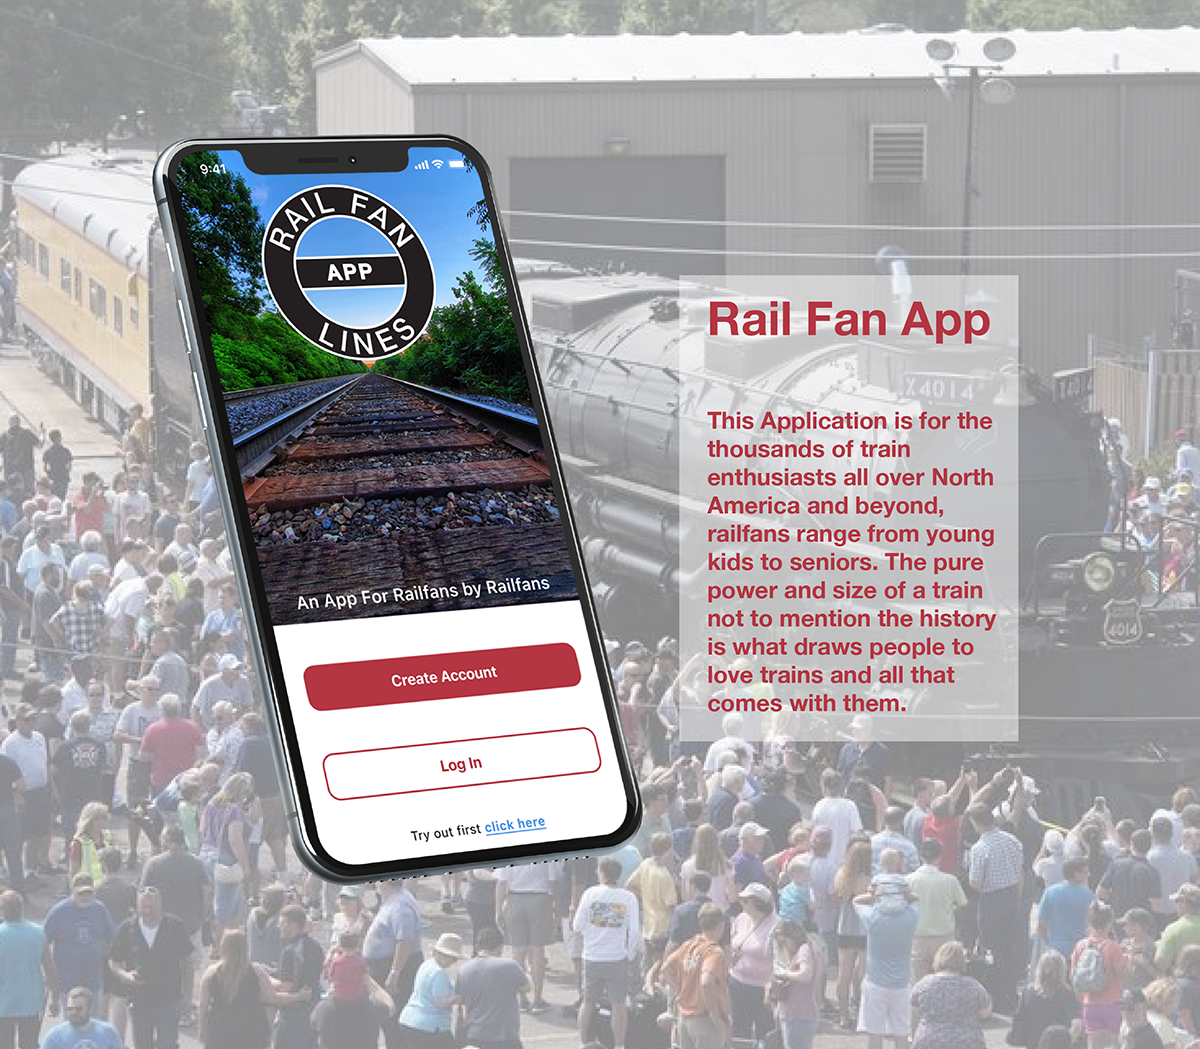 9:41
RAIL FAN
APP
LINES
An App For Railfans by Railfans
Create Account
Log In
Try out first click here
Rail Fan App
This Application is for the
thousands of train
enthusiasts all over North
America and beyond,
railfans range from young
kids to seniors. The pure
power and size of a train
not to mention the history
is what draws people to
love trains and all that
comes with them.
X4014
4014